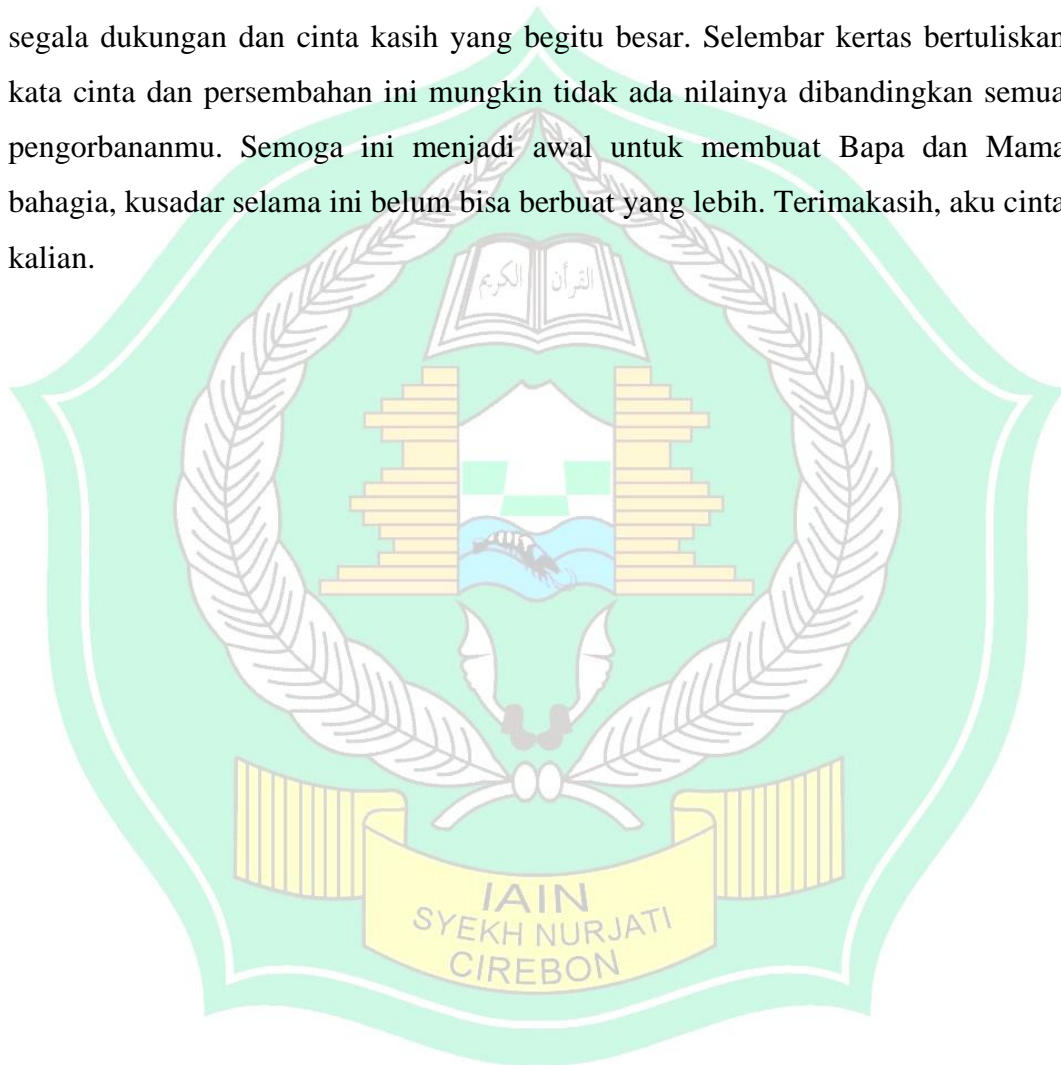 segala dukungan dan cinta kasih yang begitu besar. Selembar kertas bertuliskan
kata cinta dan persembahan ini mungkin tidak ada nilainya dibandingkan semua
pengorbananmu. Semoga ini menjadi awal untuk membuat Bapa dan Mama
bahagia, kusadar selama ini belum bisa berbuat yang lebih. Terimakasih, aku cinta
kalian.
القرأن الكريم
IAIN
SYEKH NURJATI
CIREBON